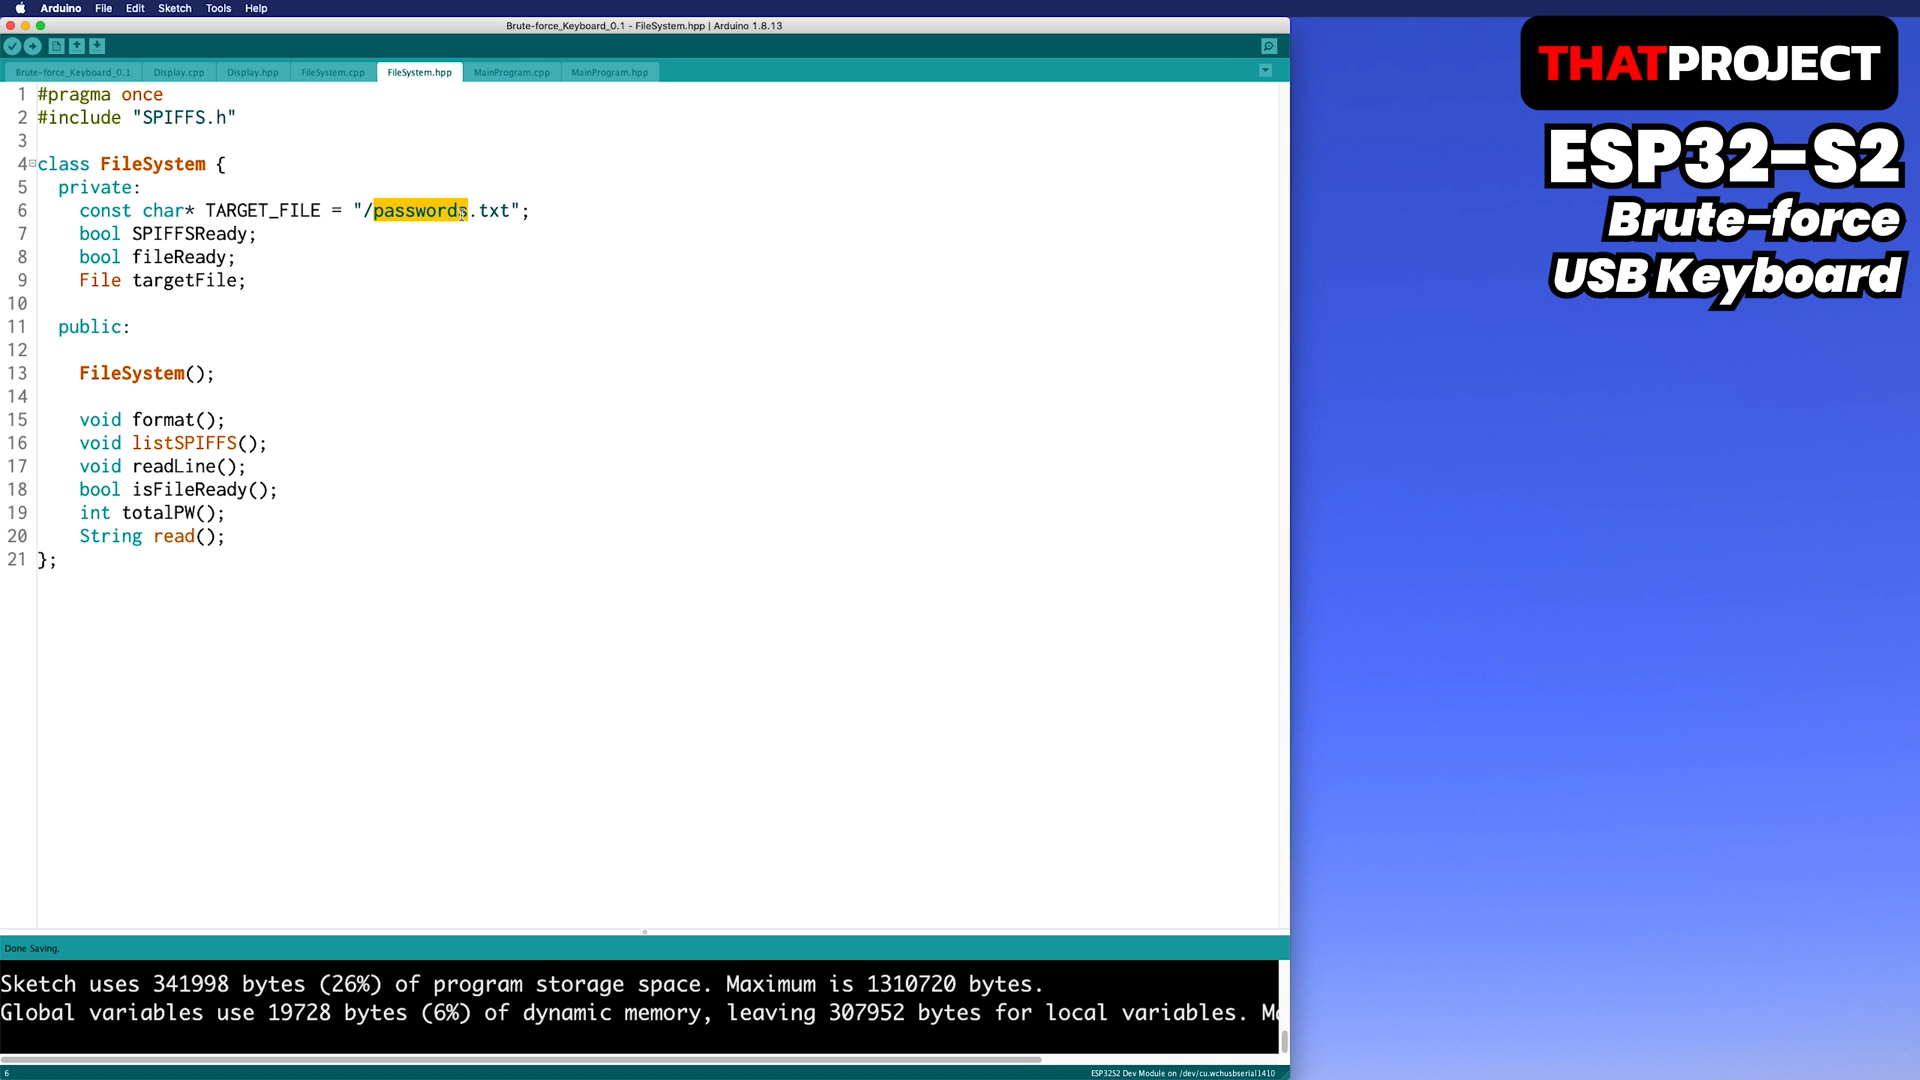 Arduino File Edit Sketch Tools Help
Brute-force_Keyboard_0.1 - FileSystem.hpp | Arduino 1.8.13
Brute-force_Keyboard_0.1 Display.cpp Display.hpp FileSystem.cpp FileSystem.hpp MainProgram.cpp MainProgram.hpp
1 #pragma once
2 #include "SPIFFS.h"
3
4 class FileSystem {
5 private:
6 const char* TARGET_FILE = "/passwords.txt";
7 bool SPIFFSReady;
8 bool fileReady;
9 File targetFile;
10
11 public:
12
13 FileSystem();
14
15 void format();
16 void listSPIFFS();
17 void readLine();
18 bool isFileReady();
19 int totalPW();
20 String read();
21 };
Done Saving.
Sketch uses 341998 bytes (26%) of program storage space. Maximum is 1310720 bytes.
Global variables use 19728 bytes (6%) of dynamic memory, leaving 307952 bytes for local variables.
6 ESP32S2 Dev Module on /dev/cu.wchusbserial1410
THATPROJECT
ESP32-S2
Brute-force
USB Keyboard